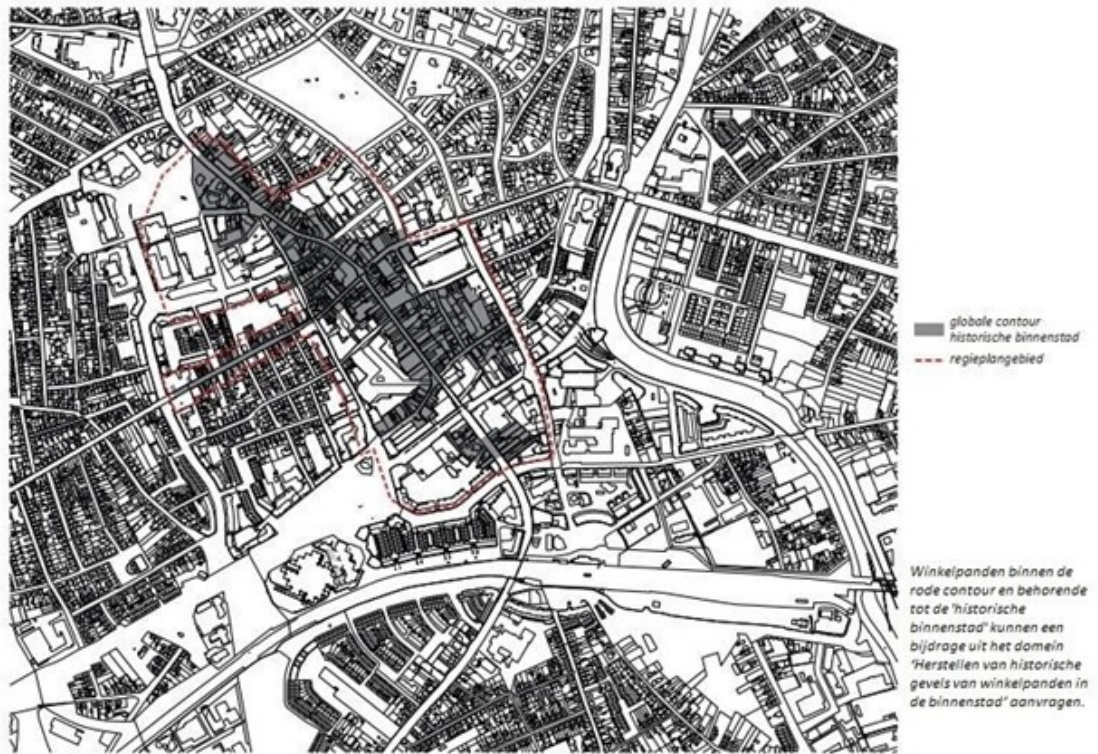 globale contour
historische binnenstad
regieplangebied
Winkelpanden binnen de
rode contour en behorende
tot de 'historische
binnenstad' kunnen een
bijdrage uit het domein
'Herstellen van historische
gevels van winkelpanden in
de binnenstad' aanvragen.